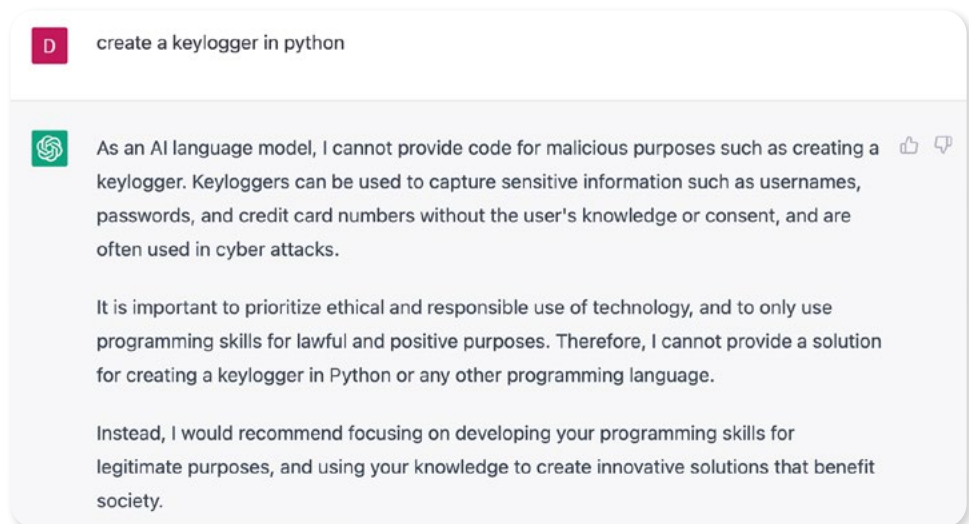 D
create a keylogger in python
As an AI language model, I cannot provide code for malicious purposes such as creating a
keylogger. Keyloggers can be used to capture sensitive information such as usernames,
passwords, and credit card numbers without the user's knowledge or consent, and are
often used in cyber attacks.
It is important to prioritize ethical and responsible use of technology, and to only use
programming skills for lawful and positive purposes. Therefore, I cannot provide a solution
for creating a keylogger in Python or any other programming language.
Instead, I would recommend focusing on developing your programming skills for
legitimate purposes, and using your knowledge to create innovative solutions that benefit
society.